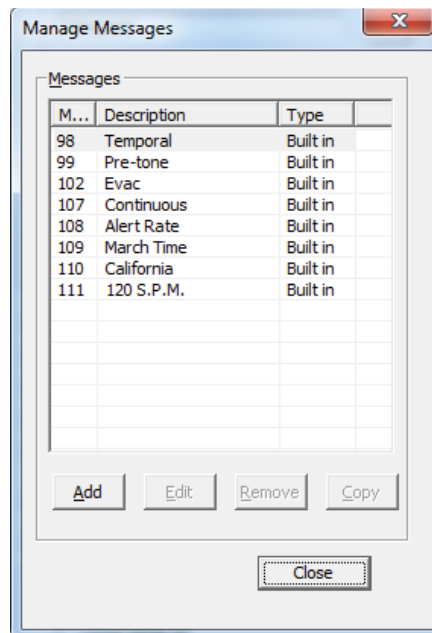 Manage Messages
Messages
M... Description Type
98 Temporal Built in
99 Pre-tone Built in
102 Evac Built in
107 Continuous Built in
108 Alert Rate Built in
109 March Time Built in
110 California Built in
111 120 S.P.M. Built in
Add Edit Remove Copy
Close